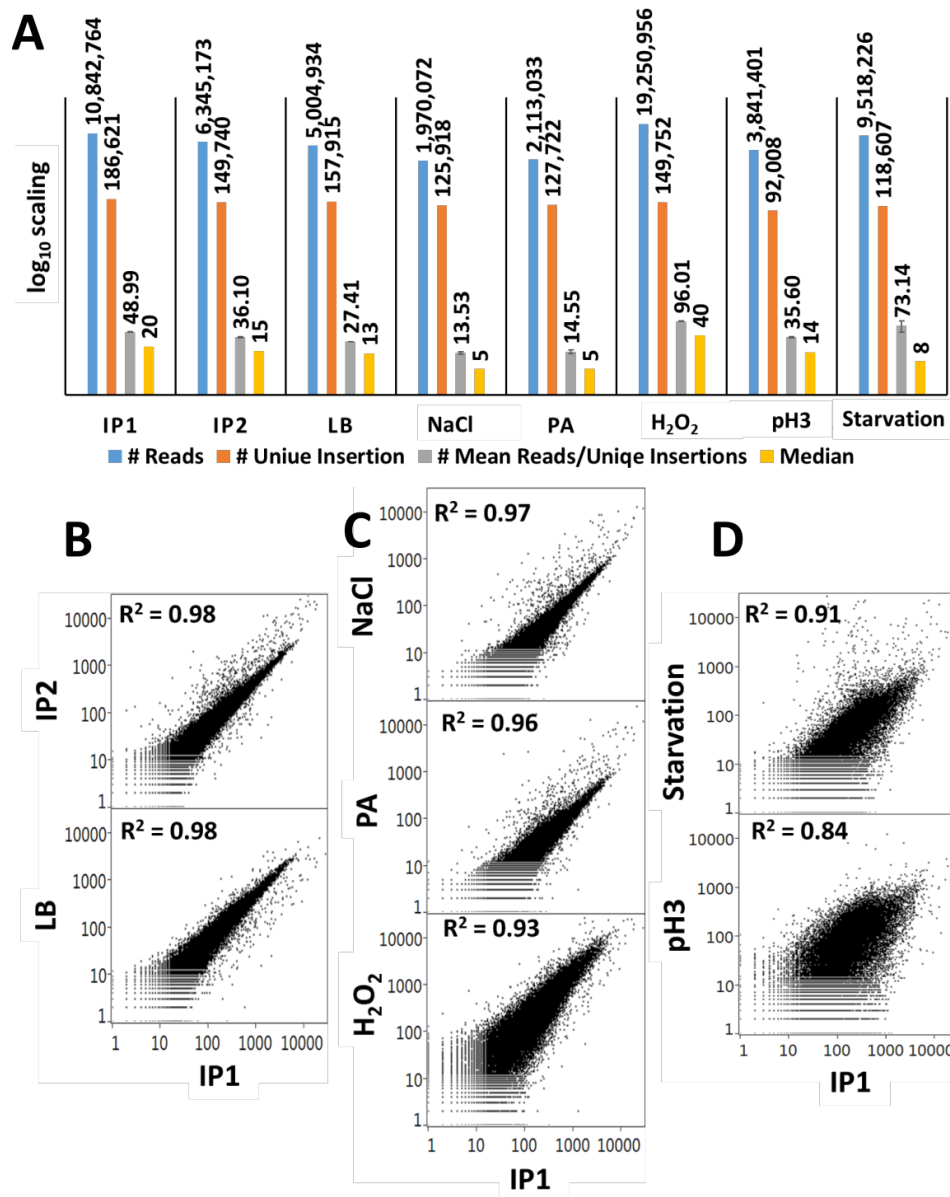 A
log₁₀ scaling
10,842,764
186,621
48.99
20
6,345,173
149,740
36.10
15
5,004,934
157,915
27.41
13
1,970,072
125,918
13.53
5
2,113,033
127,722
14.55
5
19,250,956
149,752
96.01
40
3,841,401
92,008
35.60
14
9,518,226
118,607
73.14
8
IP1 IP2 LB NaCl PA H₂O₂ pH3 Starvation
# Reads # Uniue Insertion # Mean Reads/Uniqe Insertions Median
B
R² = 0.98
IP2
10000
1000
100
10
1
R² = 0.98
LB
10000
1000
100
10
1
1 10 100 1000 10000
IP1
C
R² = 0.97
NaCl
10000
1000
100
10
1
R² = 0.96
PA
10000
1000
100
10
1
R² = 0.93
H₂O₂
10000
1000
100
10
1
1 10 100 1000 10000
IP1
D
R² = 0.91
Starvation
10000
1000
100
10
1
R² = 0.84
pH3
10000
1000
100
10
1
1 10 100 1000 10000
IP1